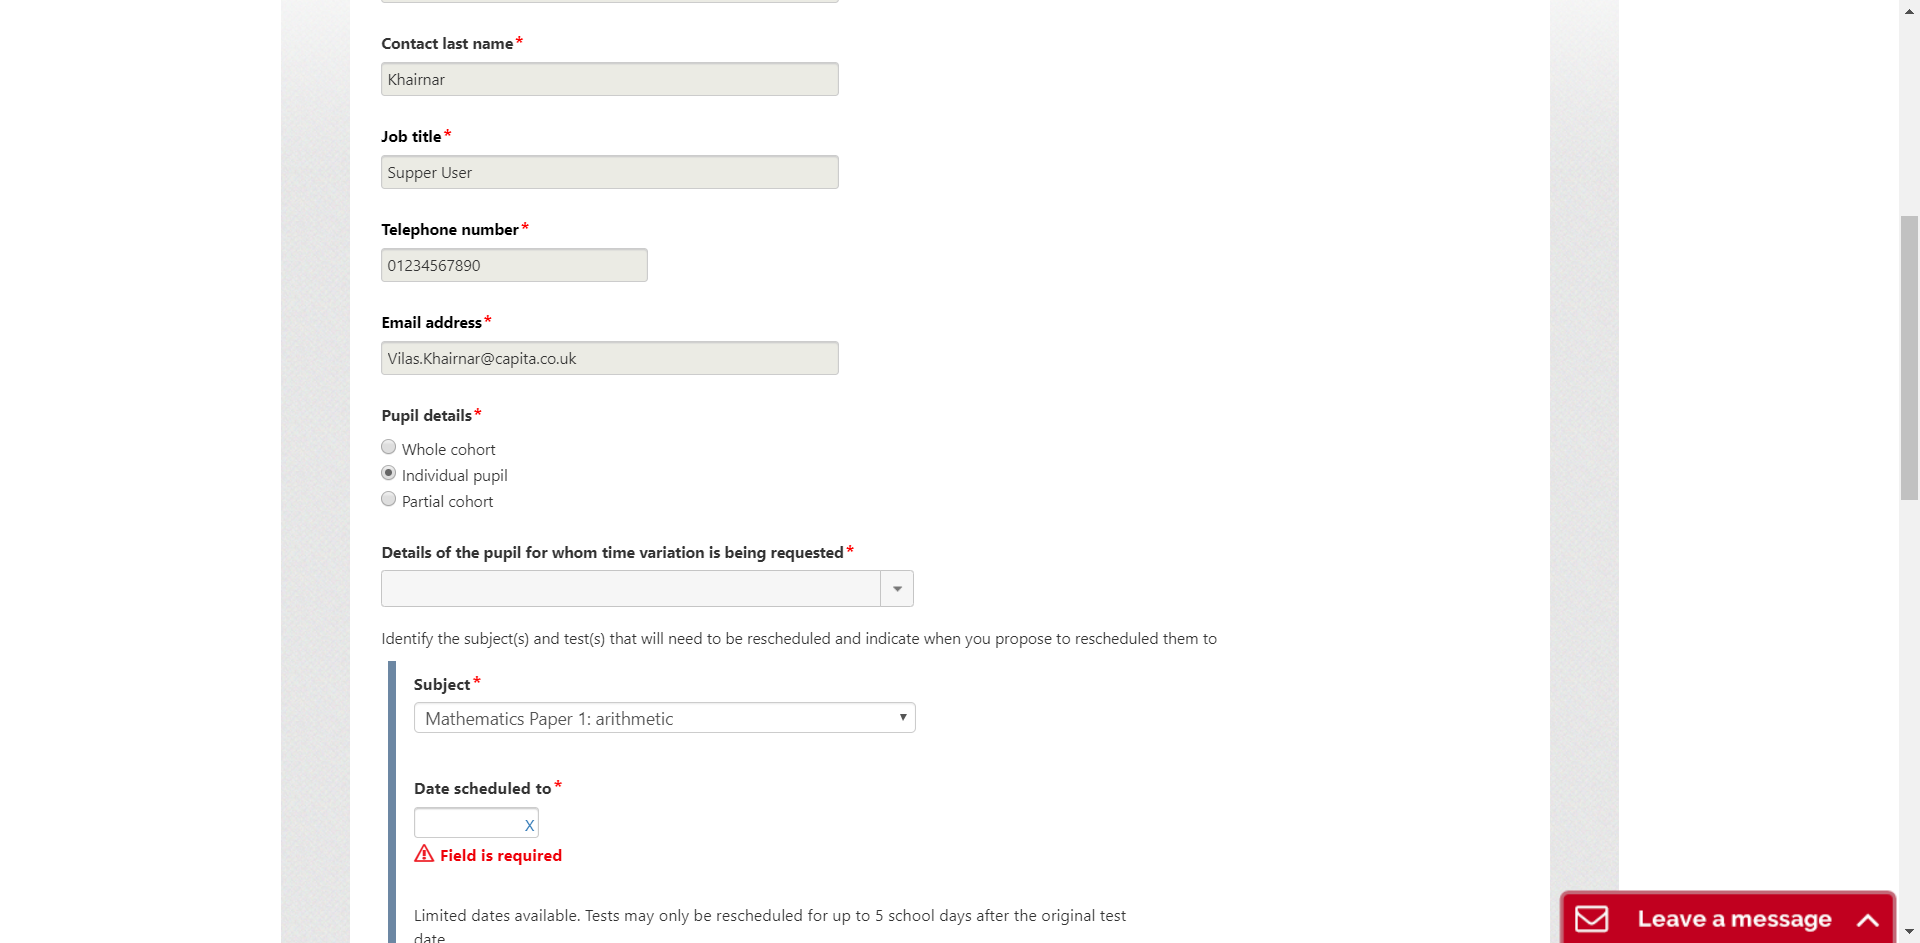 Contact last name*
Khairnar
Job title*
Supper User
Telephone number*
01234567890
Email address*
Vilas.Khairnar@capita.co.uk
Pupil details*
Whole cohort
Individual pupil
Partial cohort
Details of the pupil for whom time variation is being requested*
Identify the subject(s) and test(s) that will need to be rescheduled and indicate when you propose to rescheduled them to
Subject*
Mathematics Paper 1: arithmetic
Date scheduled to*
X
Field is required
Limited dates available. Tests may only be rescheduled for up to 5 school days after the original test
date
Leave a message